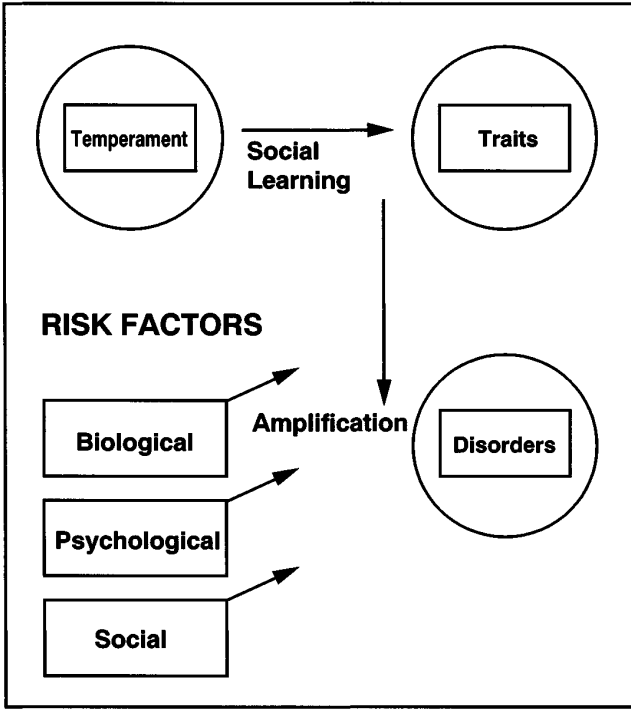 Temperament
Social
Learning
Traits
RISK FACTORS
Biological
Amplification
Disorders
Psychological
Social